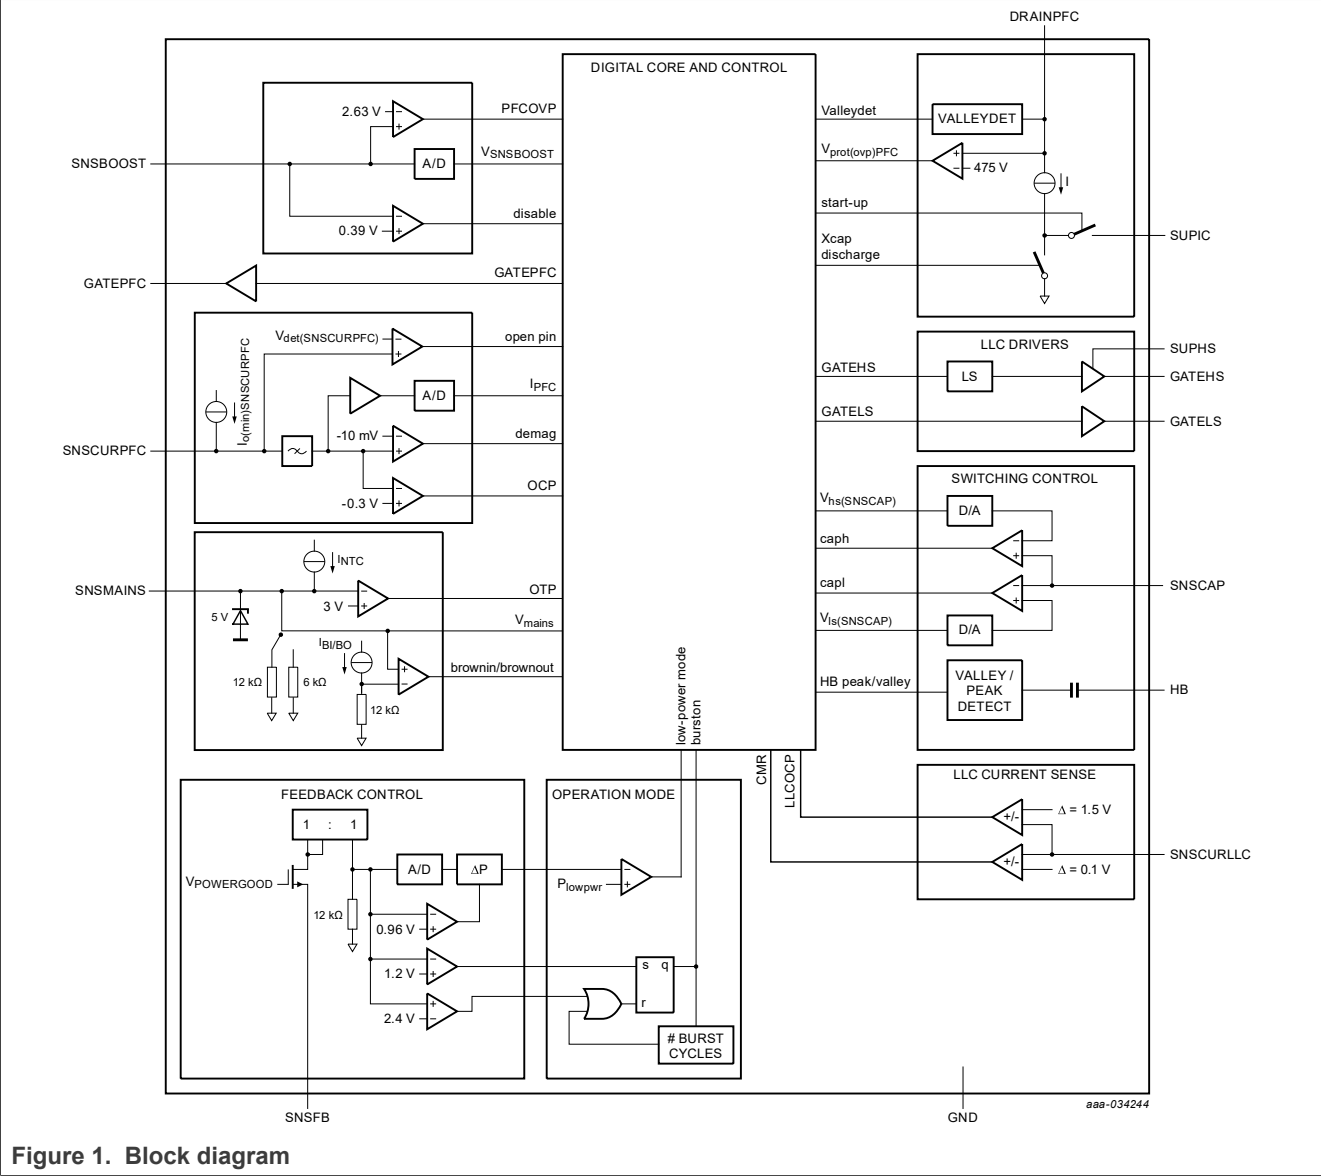 DRAINPFC
DIGITAL CORE AND CONTROL
2.63 V
−
+
PFCOVP
SNSBOOST
A/D
VSNSBOOST
0.39 V
−
+
disable
Valleydet
VALLEYDET
Vprot(ovp)PFC
+
−
475 V
I
start-up
Xcap
discharge
SUPIC
GATEPFC
GATEPFC
Vdet(SNSCURPFC)
−
+
open pin
Io(min)SNSCURPFC
A/D
IPFC
SNSCURPFC
-10 mV
−
+
demag
-0.3 V
−
+
OCP
LLC DRIVERS
SUPHS
GATEHS
LS
GATEHS
GATELS
GATELS
SWITCHING CONTROL
Vhs(SNSCAP)
D/A
caph
−
+
capl
−
+
SNSCAP
Vls(SNSCAP)
D/A
HB peak/valley
VALLEY /
PEAK
DETECT
HB
INTC
SNSMAINS
5 V
3 V
−
+
OTP
Vmains
IBI/BO
+
−
brownin/brownout
12 kΩ
6 kΩ
12 kΩ
low-power mode
burston
CMR
LLCOCP
FEEDBACK CONTROL
1 : 1
VPOWERGOOD
A/D
ΔP
12 kΩ
0.96 V
−
+
1.2 V
−
+
2.4 V
+
−
OPERATION MODE
Plowpwr
−
+
s q
r
# BURST
CYCLES
LLC CURRENT SENSE
+/-
Δ = 1.5 V
+/-
Δ = 0.1 V
SNSCURLLC
SNSFB
GND
aaa-034244
Figure 1. Block diagram